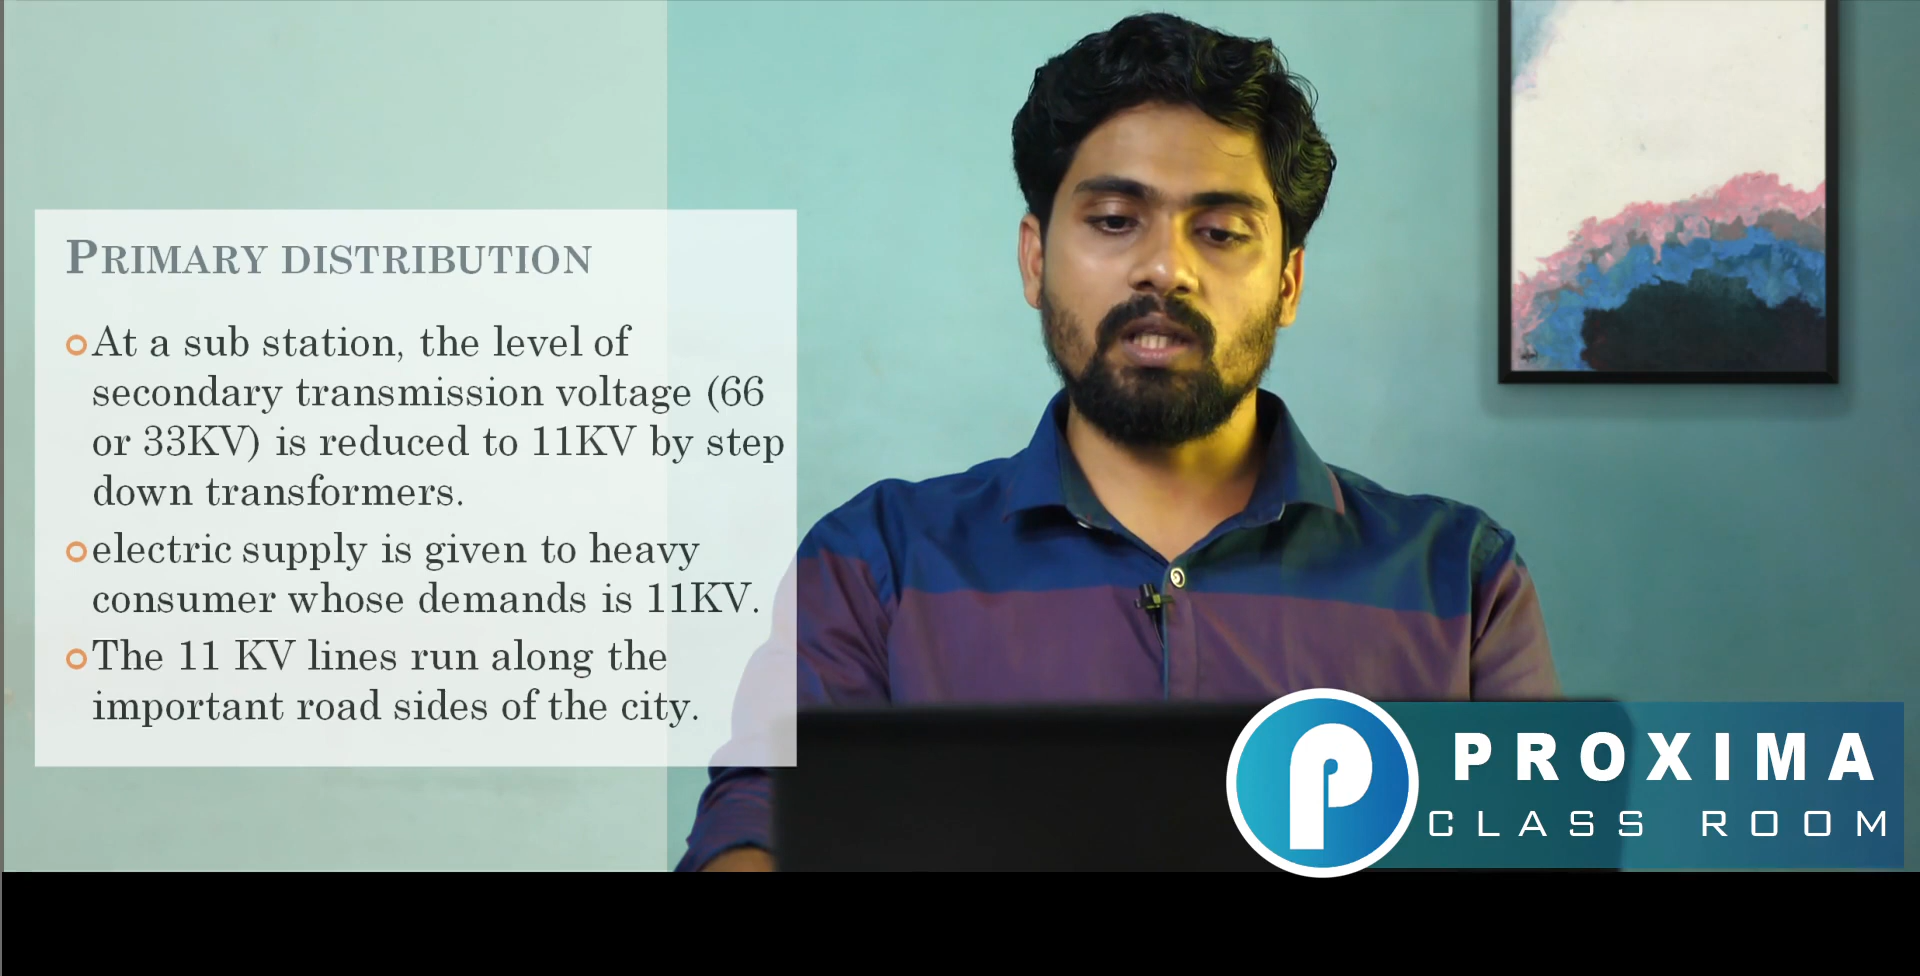 PRIMARY DISTRIBUTION
At a sub station, the level of
secondary transmission voltage (66
or 33KV) is reduced to 11KV by step
down transformers.
electric supply is given to heavy
consumer whose demands is 11KV.
The 11 KV lines run along the
important road sides of the city.
P PROXIMA
CLASS ROOM